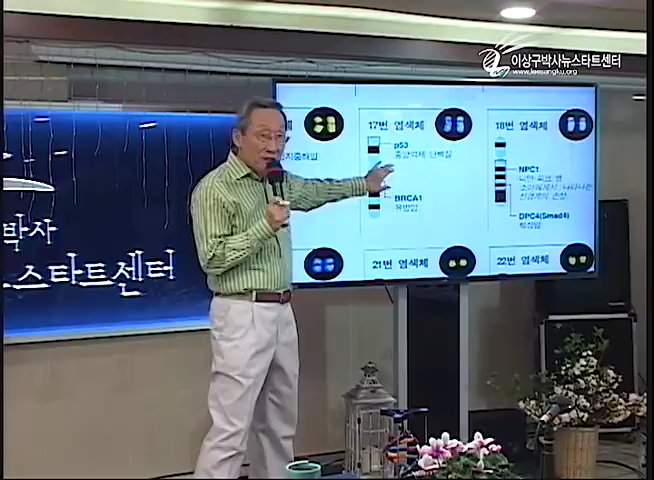 이상구박사뉴스타트센터
www.leesangku.org
17번 염색체
18번 염색체
p53
종양억제 단백질
NPC1
BRCA1
유방암
DPC4(Smad4)
췌장암
21번 염색체
22번 염색체
박사
스타트센터